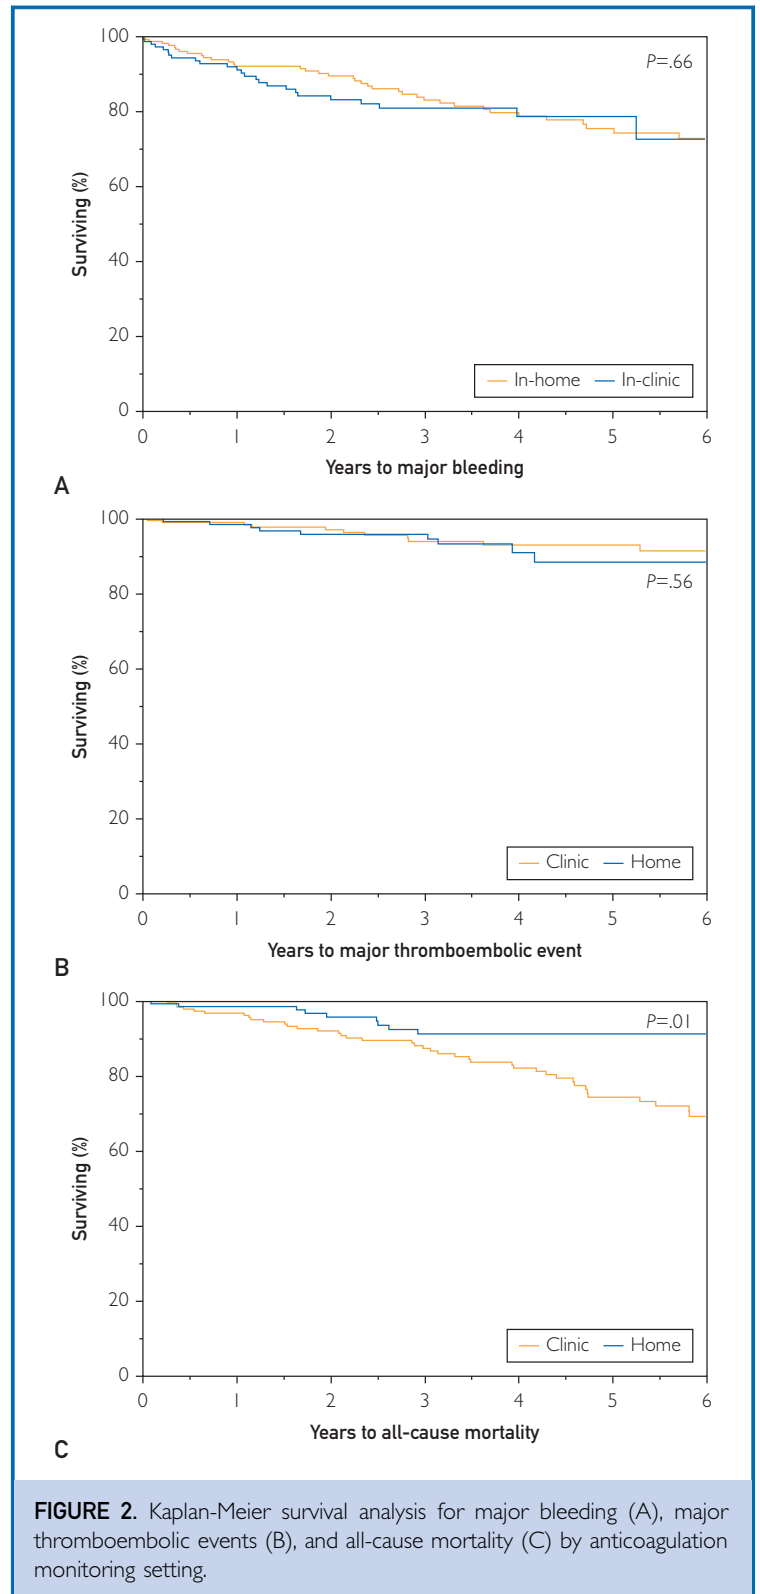 100
80
60
40
20
0
Surviving (%)
P=.66
In-home In-clinic
0 1 2 3 4 5 6
Years to major bleeding
A
100
80
60
40
20
0
Surviving (%)
P=.56
Clinic Home
0 1 2 3 4 5 6
Years to major thromboembolic event
B
100
80
60
40
20
0
Surviving (%)
P=.01
Clinic Home
0 1 2 3 4 5 6
Years to all-cause mortality
C
FIGURE 2. Kaplan-Meier survival analysis for major bleeding (A), major
thromboembolic events (B), and all-cause mortality (C) by anticoagulation
monitoring setting.